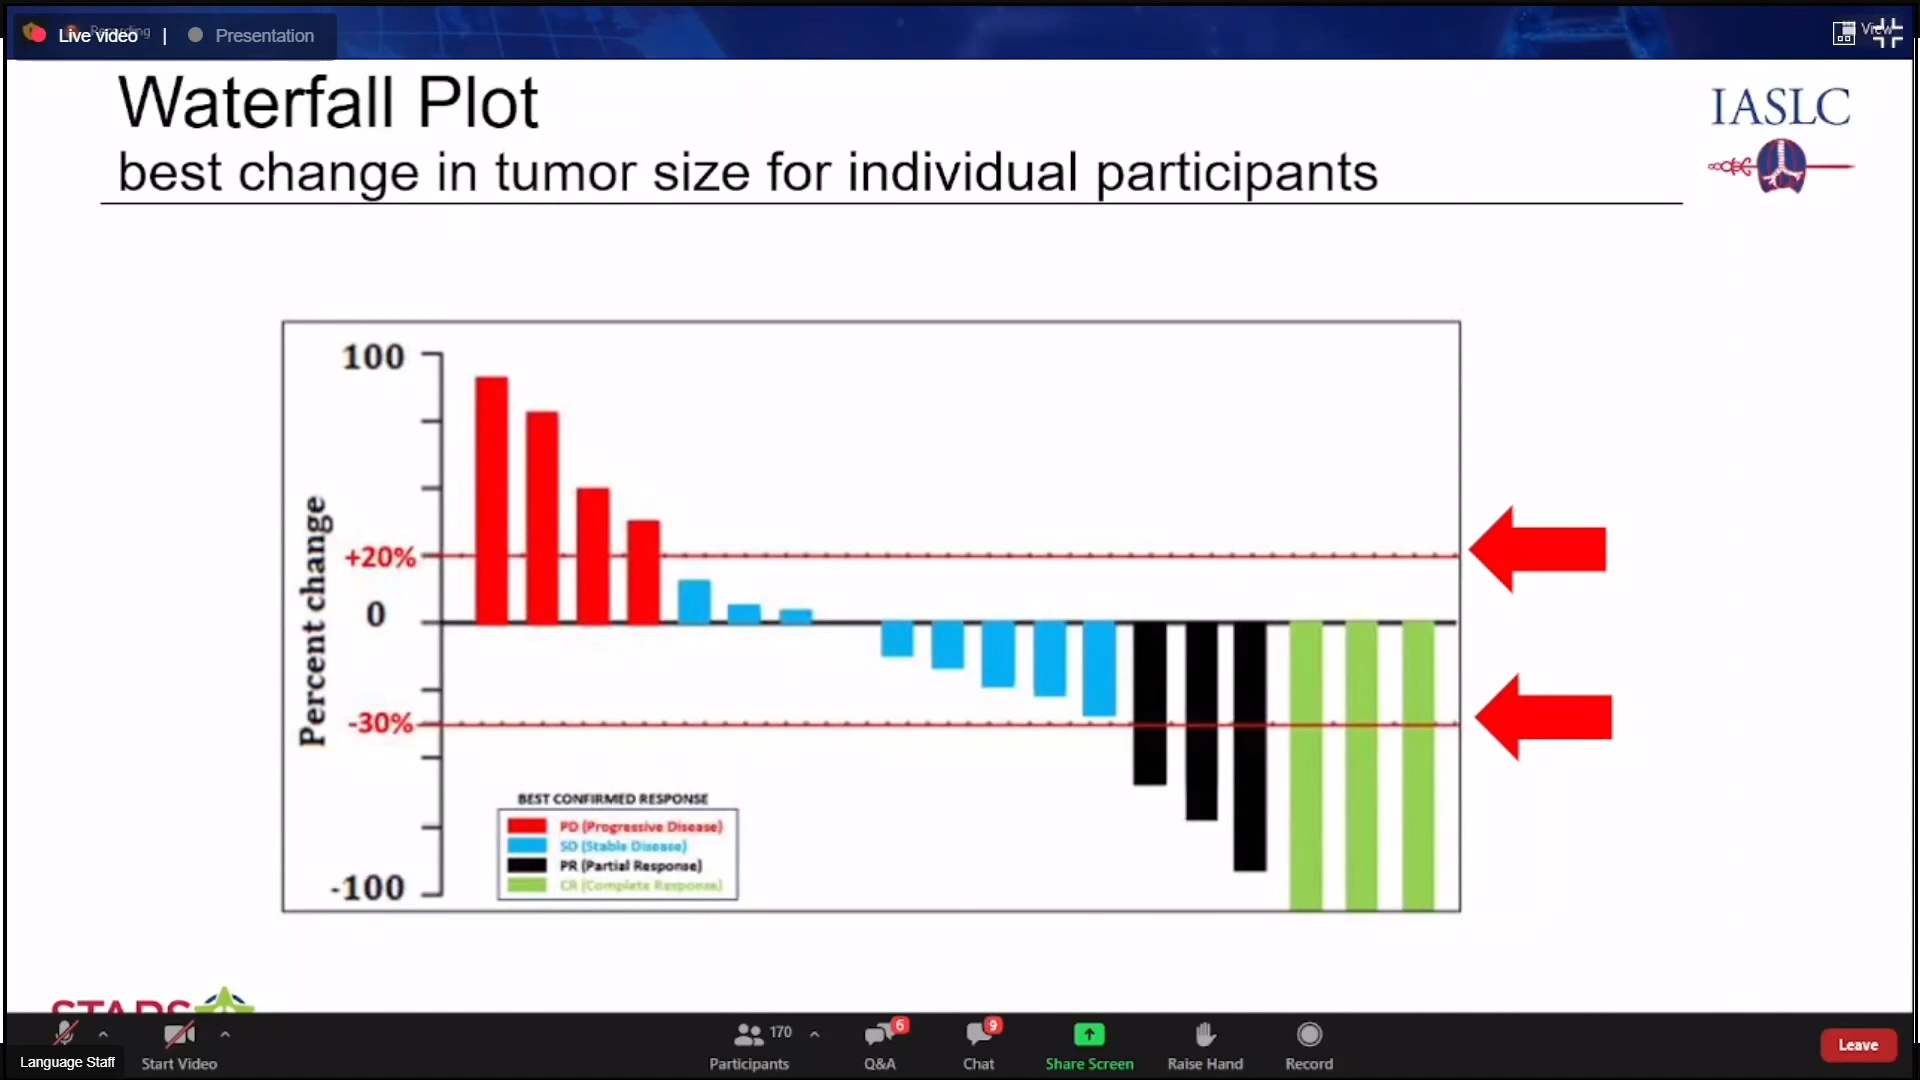 Live video | Presentation
View
Waterfall Plot
IASLC
best change in tumor size for individual participants
100
Percent change
+20%
0
-30%
-100
BEST CONFIRMED RESPONSE
PD (Progressive Disease)
SD (Stable Disease)
PR (Partial Response)
CR (Complete Response)
STARS
170
6
9
Language Staff
Start Video
Participants
Q&A
Chat
Share Screen
Raise Hand
Record
Leave